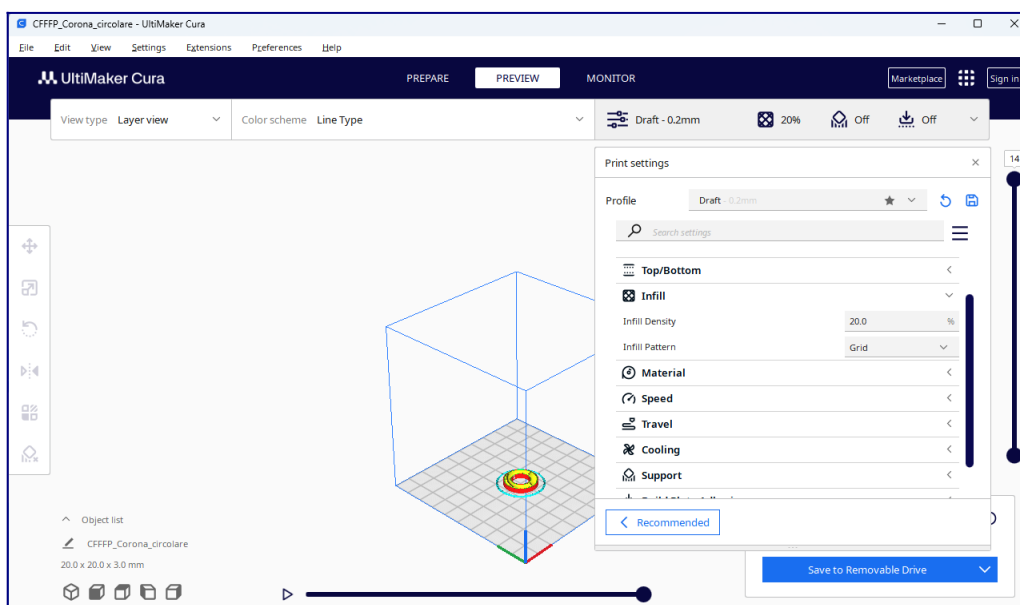 CFFFP_Corona_circolare - UltiMaker Cura
File Edit View Settings Extensions Preferences Help
UltiMaker Cura PREPARE PREVIEW MONITOR Marketplace Sign in
View type Layer view Color scheme Line Type Draft - 0.2mm 20% Off Off
Print settings
14
Profile Draft - 0.2mm
Search settings
Top/Bottom
Infill
Infill Density 20.0 %
Infill Pattern Grid
Material
Speed
Travel
Cooling
Support
Recommended
Object list
CFFFP_Corona_circolare
20.0 x 20.0 x 3.0 mm
Save to Removable Drive